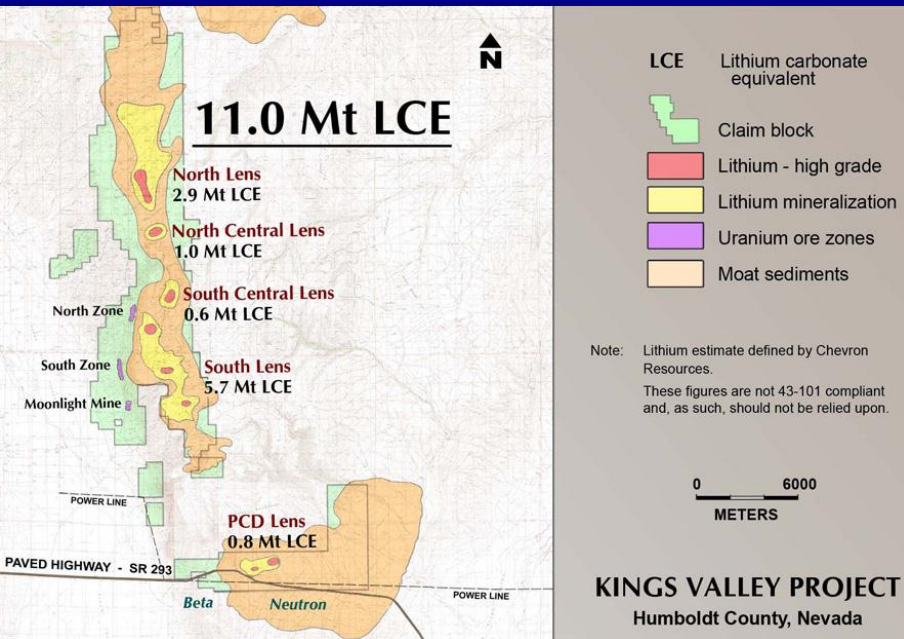 N
11.0 Mt LCE
North Lens
2.9 Mt LCE
North Central Lens
1.0 Mt LCE
South Central Lens
0.6 Mt LCE
North Zone
South Zone
South Lens
5.7 Mt LCE
Moonlight Mine
POWER LINE
PCD Lens
0.8 Mt LCE
PAVED HIGHWAY - SR 293
POWER LINE
Beta
Neutron
LCE Lithium carbonate
equivalent
Claim block
Lithium - high grade
Lithium mineralization
Uranium ore zones
Moat sediments
Note: Lithium estimate defined by Chevron
Resources.
These figures are not 43-101 compliant
and, as such, should not be relied upon.
0 6000
METERS
KINGS VALLEY PROJECT
Humboldt County, Nevada